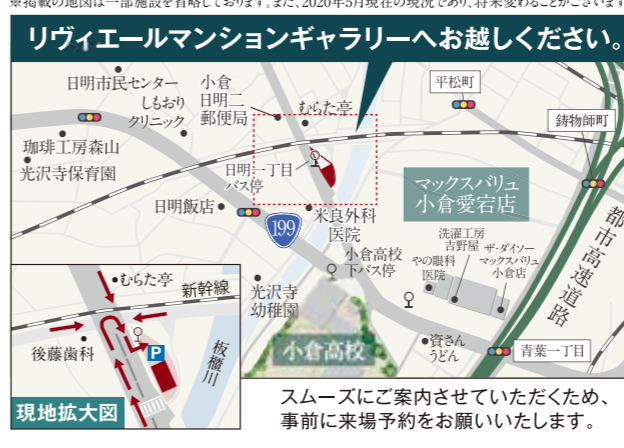 ※掲載の地図は一部施設を省略しております。また、2020年5月現在の現況であり、将来変わることがございます
リヴィエールマンションギャラリーへお越しください。
日明市民センター
しもおり
クリニック
小倉
日明二
郵便局
むらた亭
平松町
鋳物師町
珈琲工房森山
光沢寺保育園
日明一丁目
バス停
日明飯店
199
米良外科
医院
マックスバリュ
小倉愛宕店
都市高速道路
小倉高校
下バス停
洗濯工房
吉野屋
ザ・ダイソー
マックスバリュ
小倉店
やの眼科
医院
光沢寺
幼稚園
小倉高校
資さん
うどん
青葉一丁目
むらた亭
新幹線
後藤歯科
P
板櫃川
現地拡大図
スムーズにご案内させていただくため、
事前に来場予約をお願いいたします。